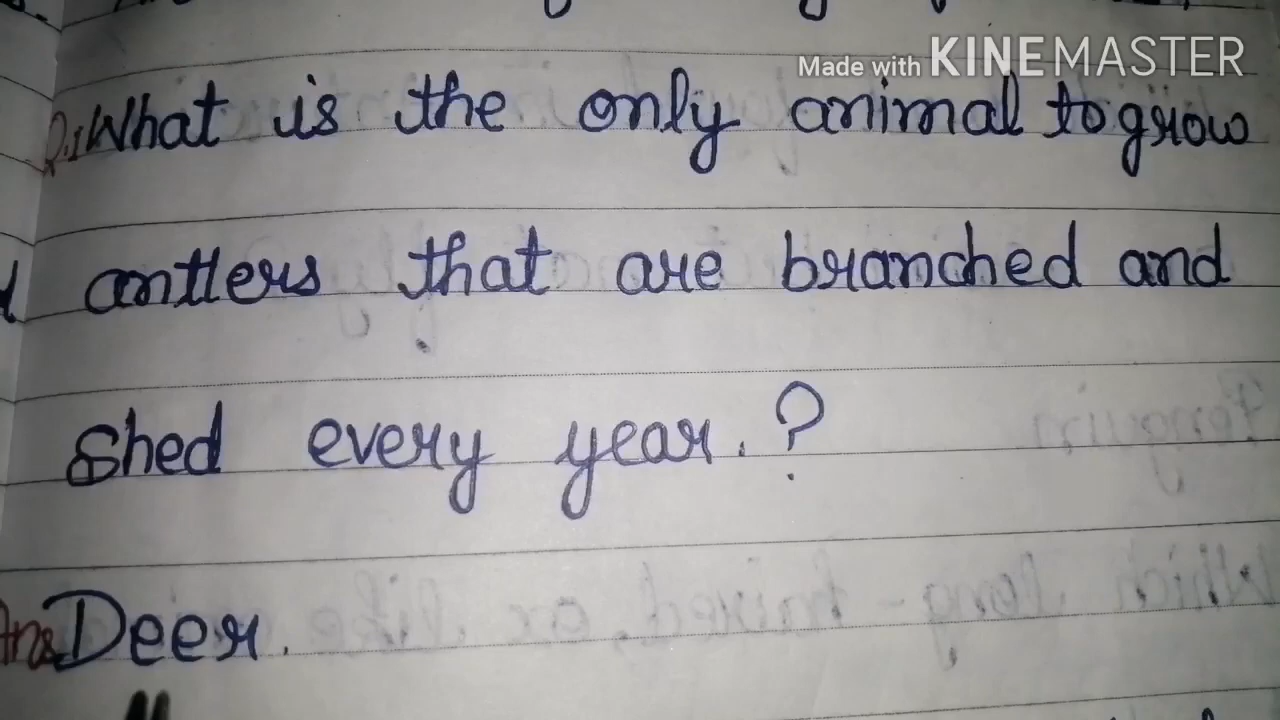 Made with KINEMASTER
Q.1 What is the only animal to grow
antlers that are branched and
shed every year.?
Ans Deer.